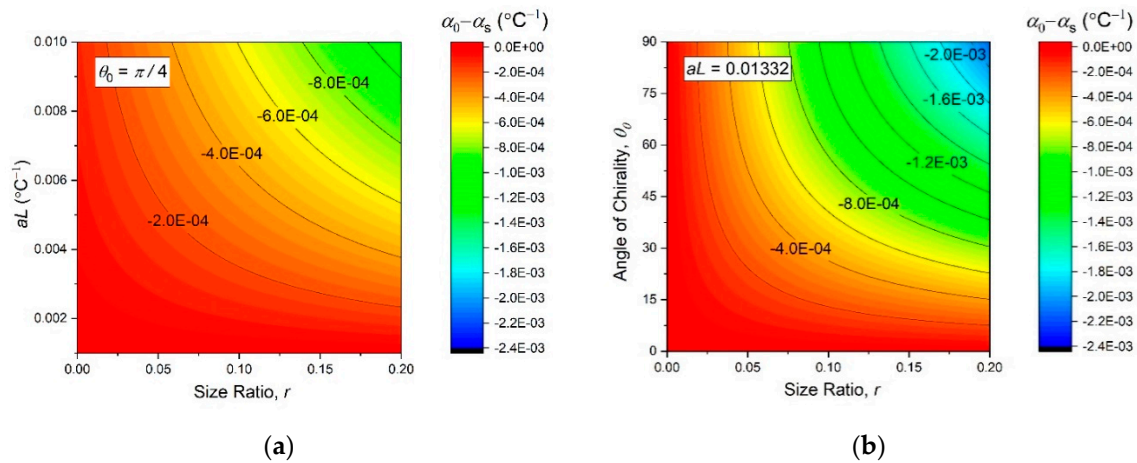 α₀−αₛ (°C⁻¹)
0.010
0.008
0.006
0.004
0.002
aL (°C⁻¹)
θ₀ = π / 4
-8.0E-04
-6.0E-04
-4.0E-04
-2.0E-04
0.00 0.05 0.10 0.15 0.20
Size Ratio, r
0.0E+00
-2.0E-04
-4.0E-04
-6.0E-04
-8.0E-04
-1.0E-03
-1.2E-03
-1.4E-03
-1.6E-03
-1.8E-03
-2.0E-03
-2.2E-03
-2.4E-03
(a)
α₀−αₛ (°C⁻¹)
90
75
60
45
30
15
0
Angle of Chirality, θ₀
aL = 0.01332
-2.0E-03
-1.6E-03
-1.2E-03
-8.0E-04
-4.0E-04
0.00 0.05 0.10 0.15 0.20
Size Ratio, r
0.0E+00
-2.0E-04
-4.0E-04
-6.0E-04
-8.0E-04
-1.0E-03
-1.2E-03
-1.4E-03
-1.6E-03
-1.8E-03
-2.0E-03
-2.2E-03
-2.4E-03
(b)